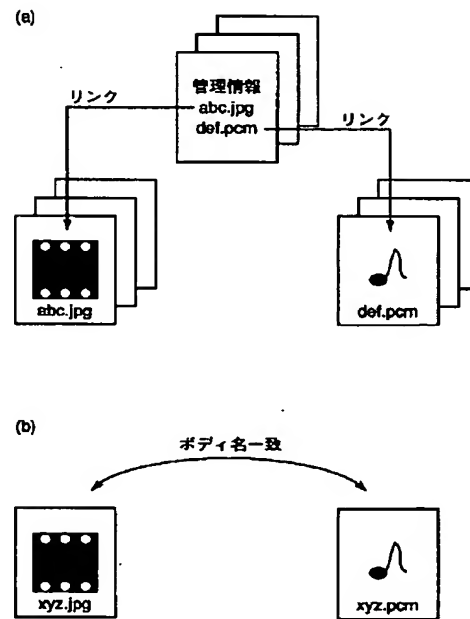 (a)
管理情報
abc.jpg
def.pcm
リンク
リンク
abc.jpg
def.pcm
(b)
ボディ名一致
xyz.jpg
xyz.pcm